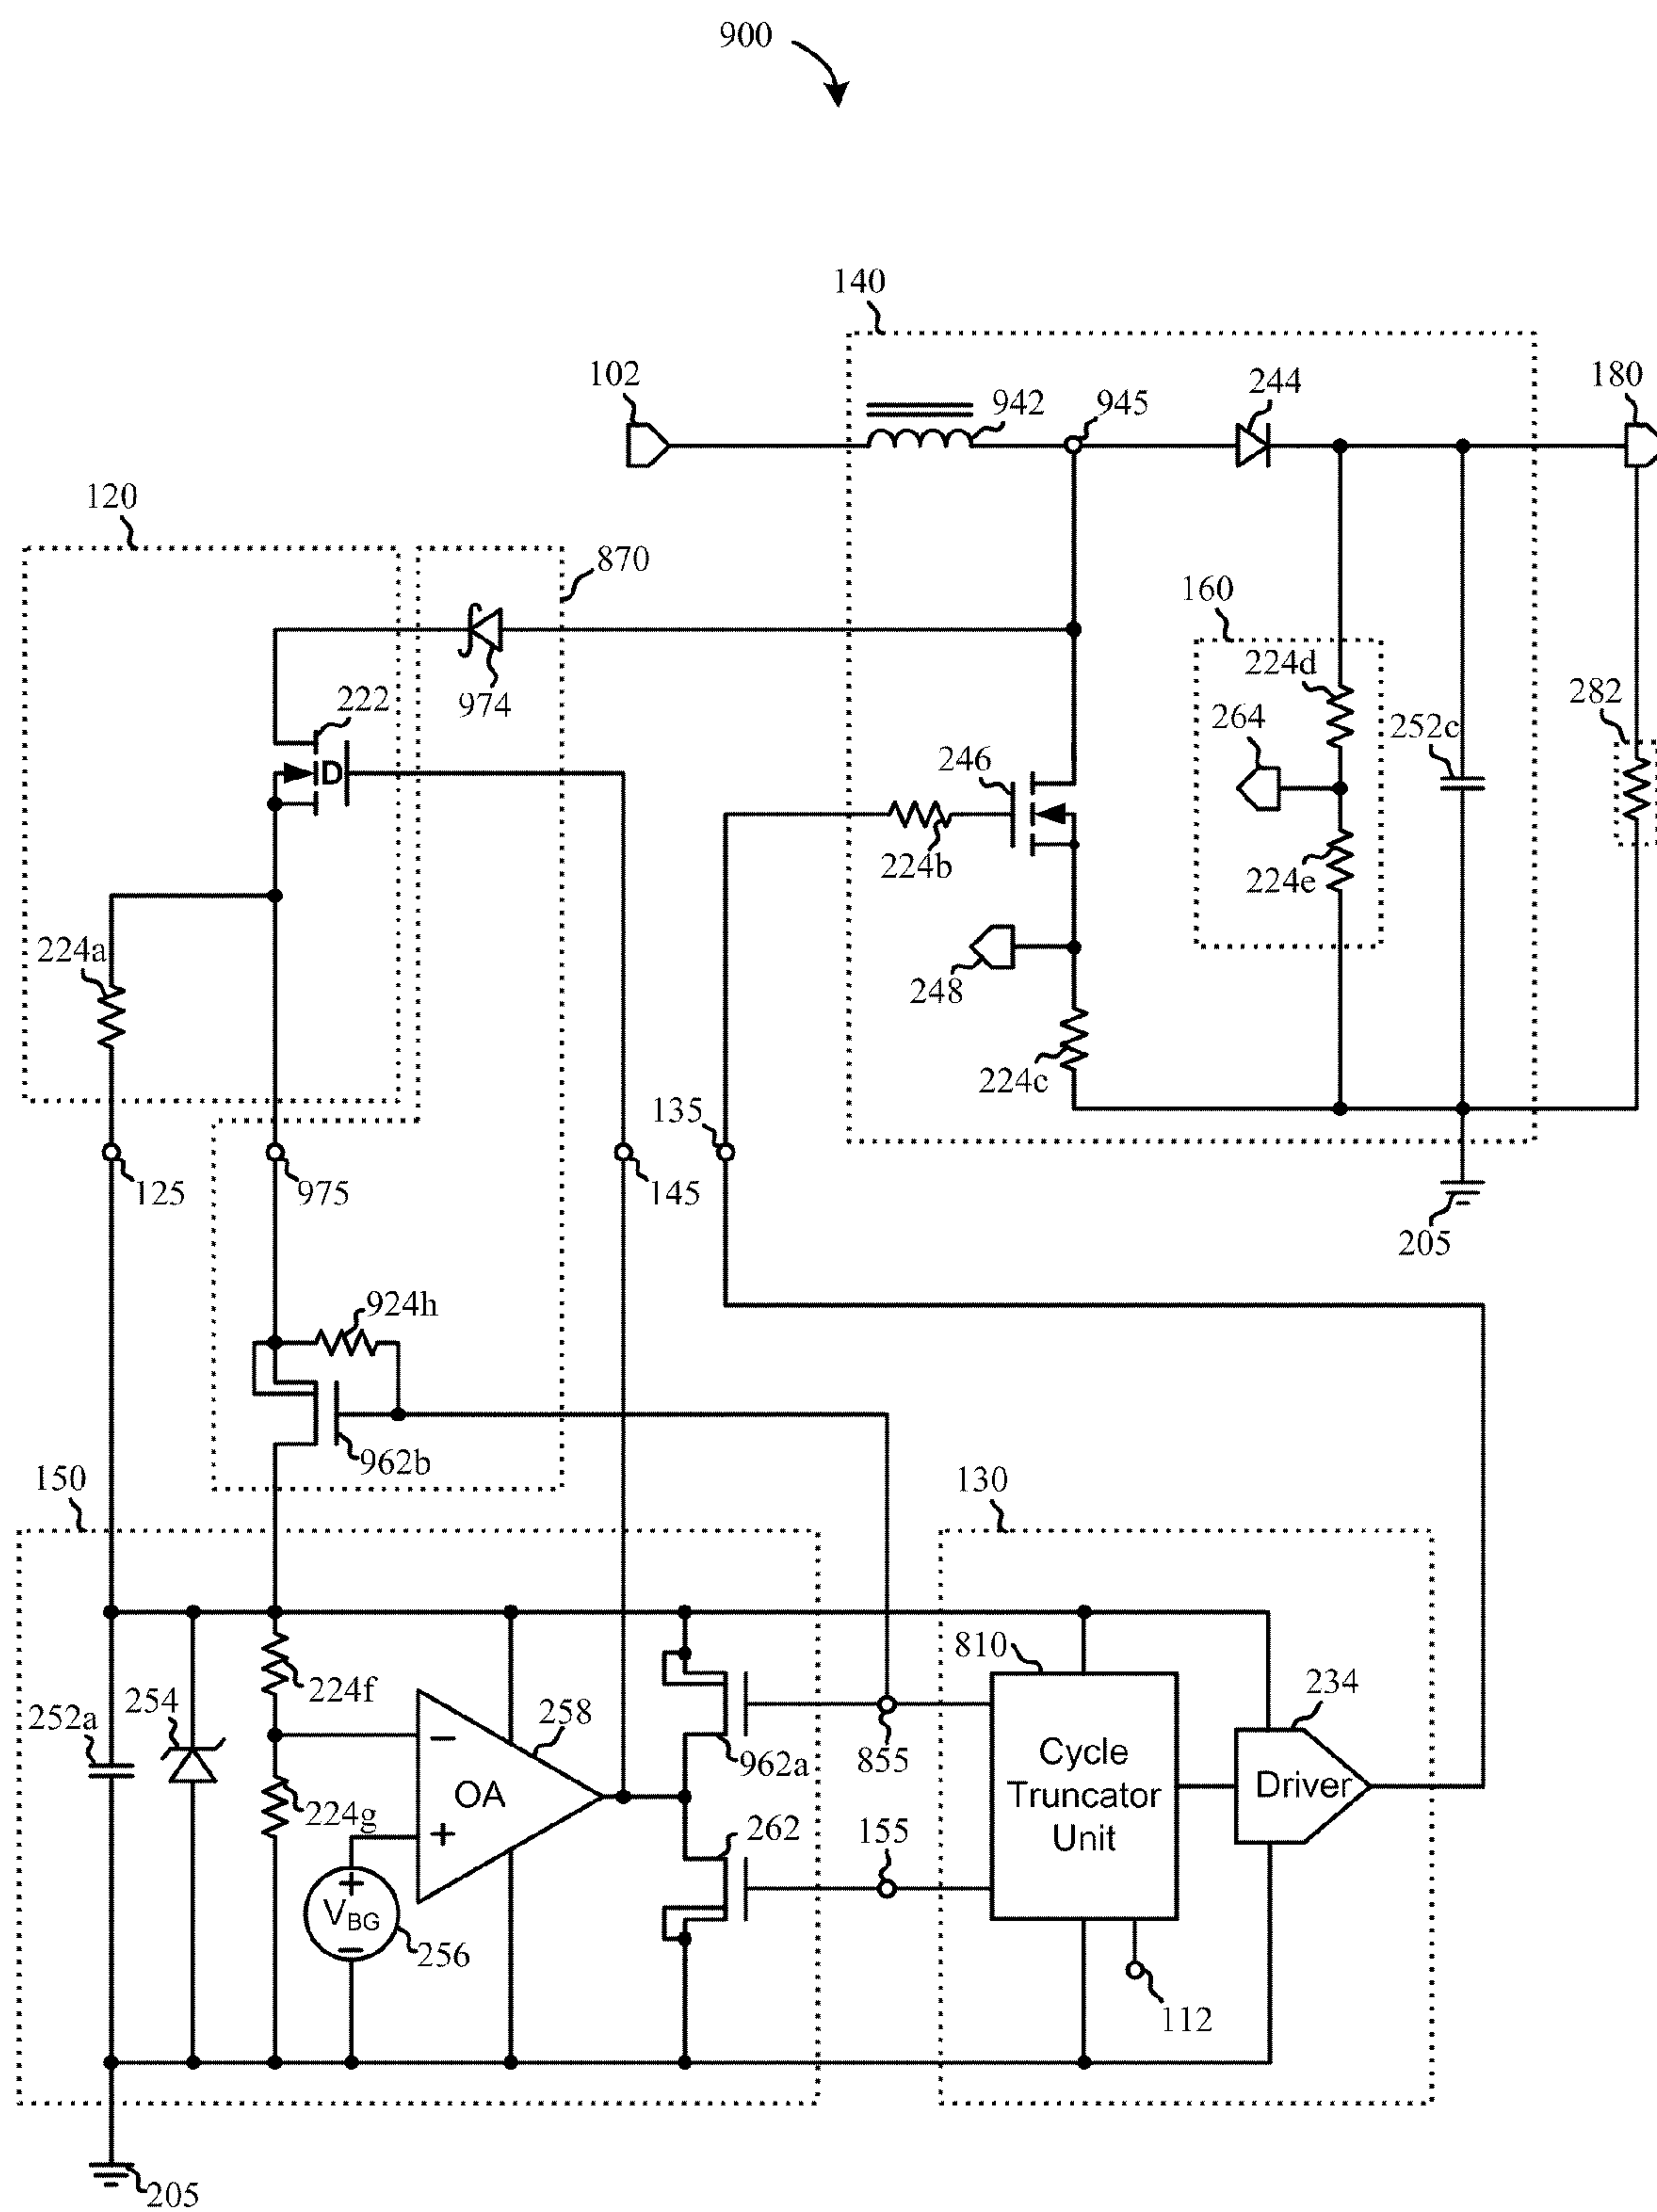 900
140
102
942
945
244
180
120
870
160
974
222
224d
264
282
252c
D
246
224b
224e
224a
248
224c
135
125
975
145
205
924h
962b
150
130
810
234
224f
254
252a
258
962a
855
Cycle
Truncator
Unit
Driver
−
OA
224g
+
262
155
+
VBG
−
256
112
205